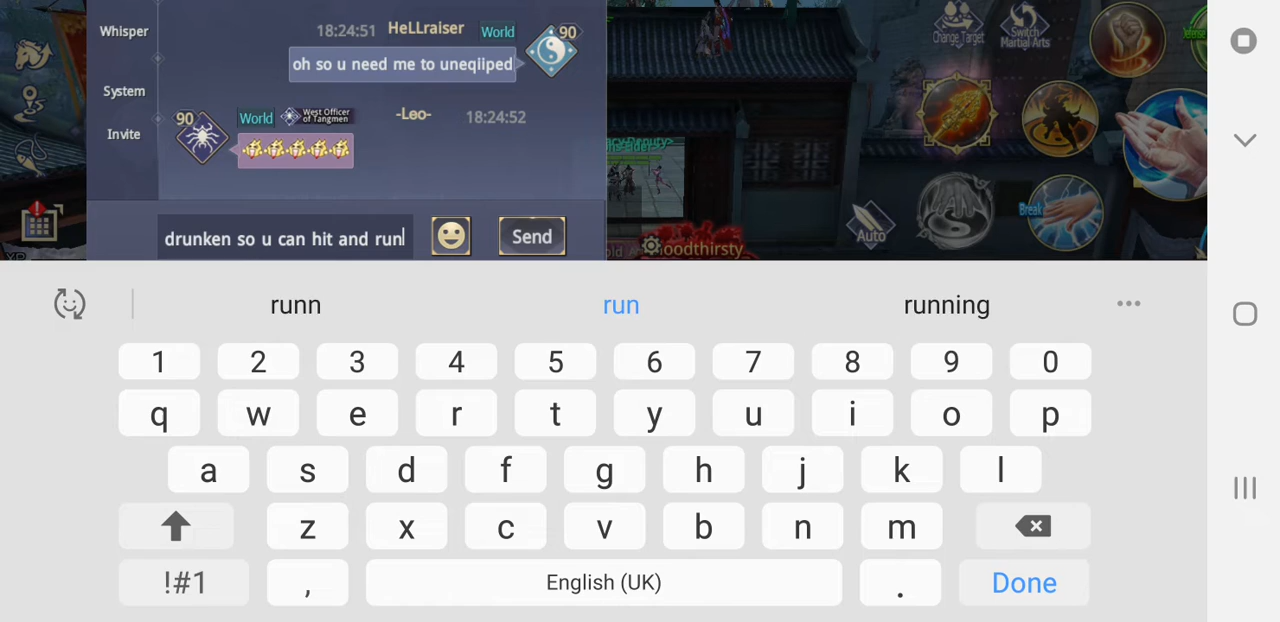 Whisper
System
Invite
18:24:51 HeLLraiser World 90
oh so u need me to uneqiiped
90 World West Officer of Tangmen -Leo- 18:24:52
drunken so u can hit and run
Send
Change Target
Switch Martial Arts
Break
Auto
oodthirsty
runn run running
1 2 3 4 5 6 7 8 9 0
q w e r t y u i o p
a s d f g h j k l
z x c v b n m
!#1 , English (UK) . Done